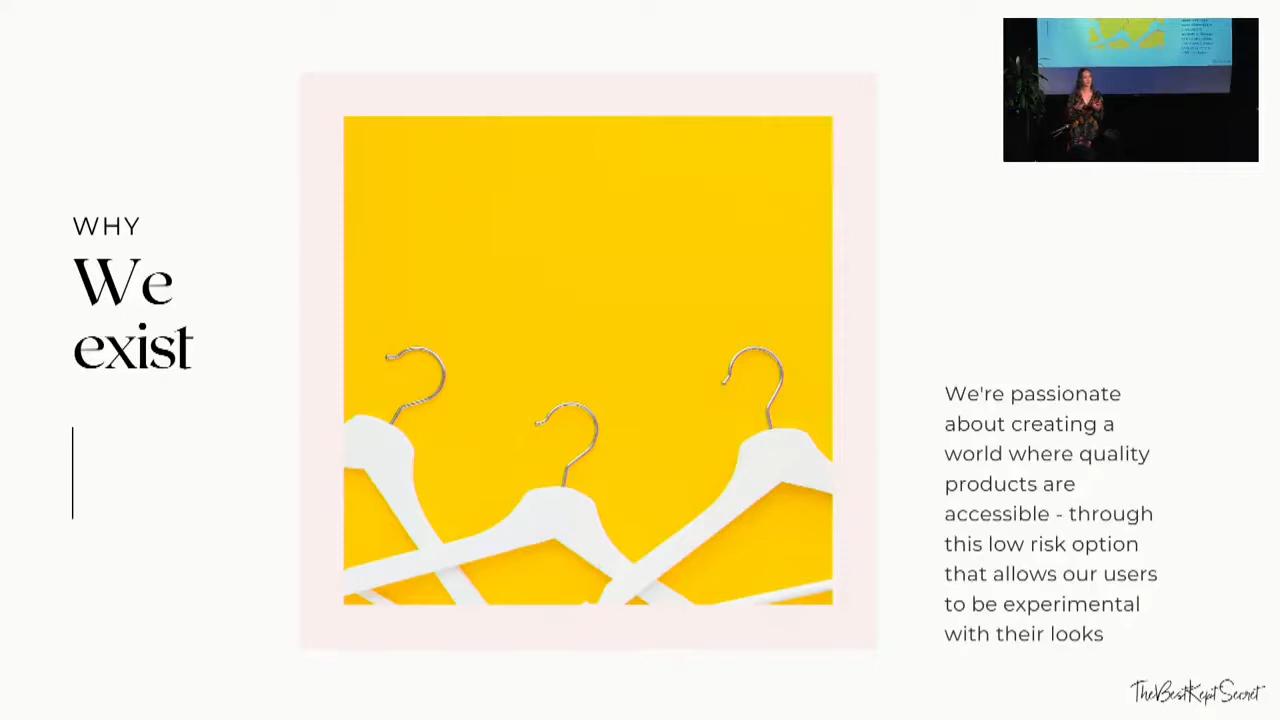 WHY
We
exist
We're passionate
about creating a
world where quality
products are
accessible - through
this low risk option
that allows our users
to be experimental
with their looks
TheBestKeptSecret